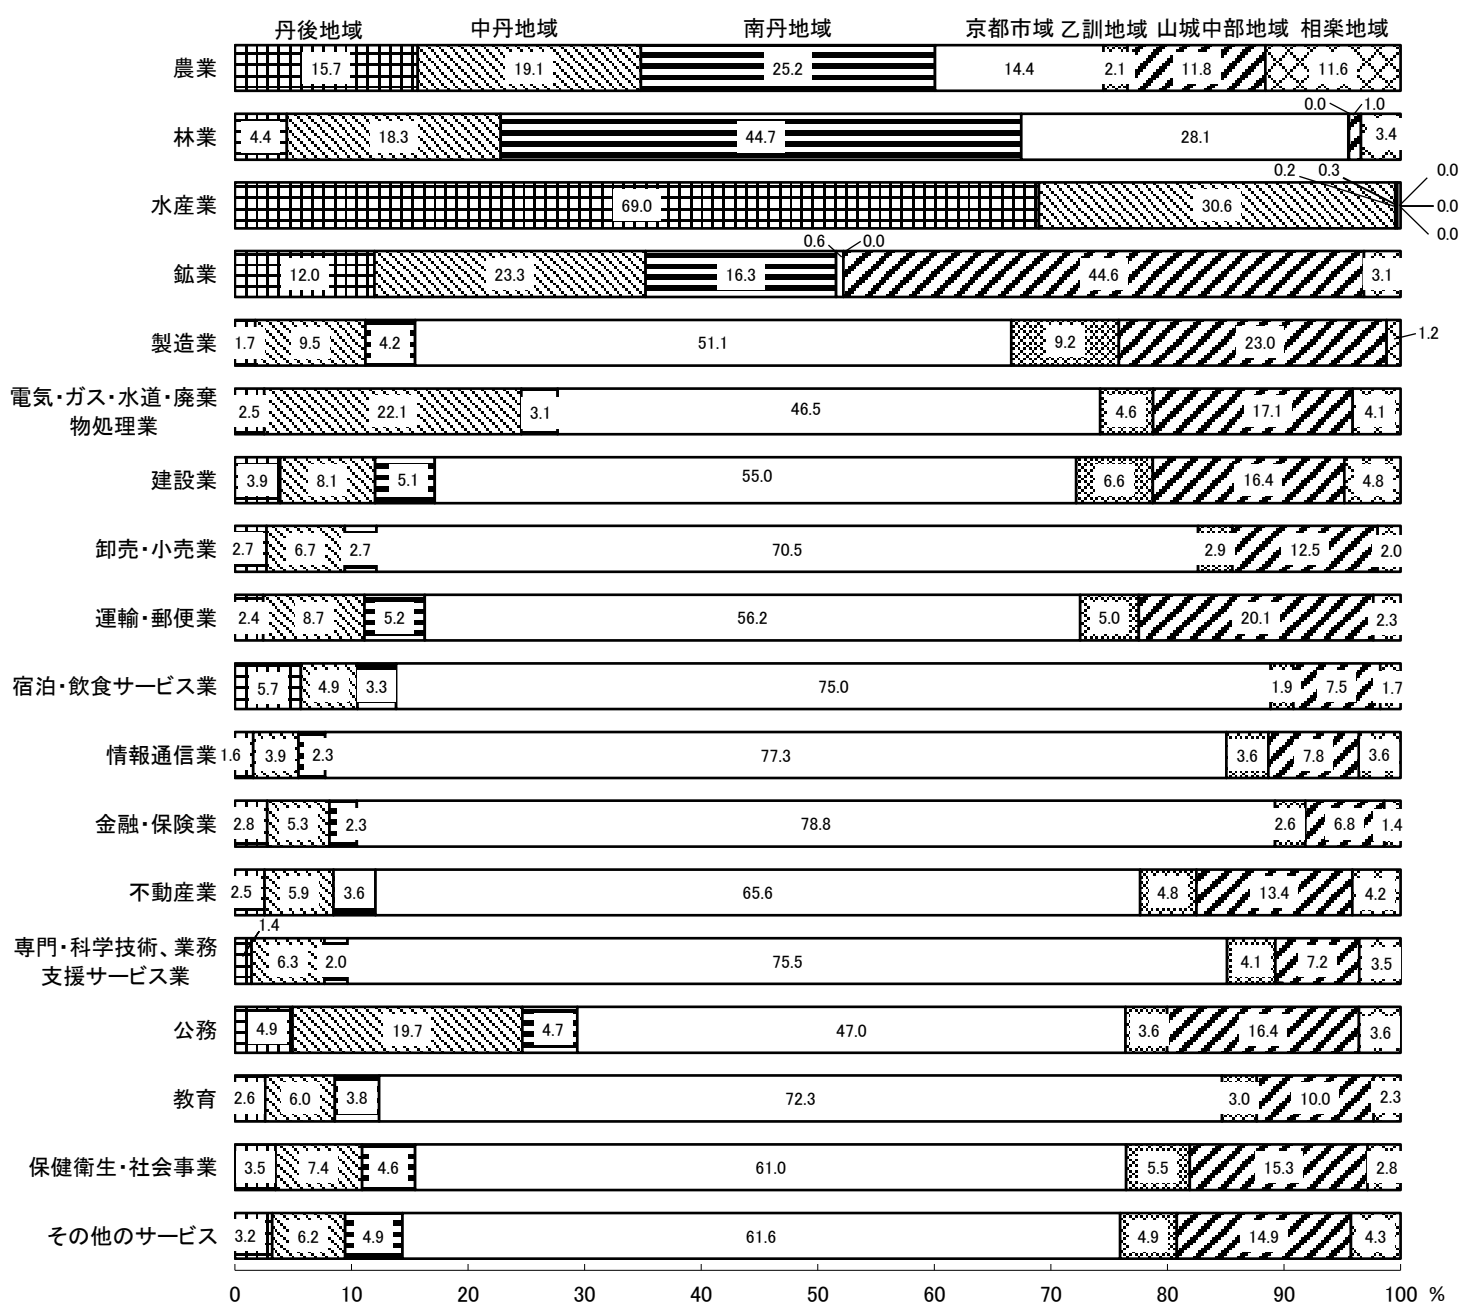 丹後地域 中丹地域 南丹地域 京都市域 乙訓地域 山城中部地域 相楽地域
農業 15.7 19.1 25.2 14.4 2.1 11.8 11.6
0.0 1.0
林業 4.4 18.3 44.7 28.1 3.4
0.2 0.3 0.0
水産業 69.0 30.6 0.0
0.0
0.6 0.0
鉱業 12.0 23.3 16.3 44.6 3.1
製造業 1.7 9.5 4.2 51.1 9.2 23.0 1.2
電気・ガス・水道・廃棄
物処理業 2.5 22.1 3.1 46.5 4.6 17.1 4.1
建設業 3.9 8.1 5.1 55.0 6.6 16.4 4.8
卸売・小売業 2.7 6.7 2.7 70.5 2.9 12.5 2.0
運輸・郵便業 2.4 8.7 5.2 56.2 5.0 20.1 2.3
宿泊・飲食サービス業 5.7 4.9 3.3 75.0 1.9 7.5 1.7
情報通信業 1.6 3.9 2.3 77.3 3.6 7.8 3.6
金融・保険業 2.8 5.3 2.3 78.8 2.6 6.8 1.4
不動産業 2.5 5.9 3.6 65.6 4.8 13.4 4.2
1.4
専門・科学技術、業務
支援サービス業 6.3 2.0 75.5 4.1 7.2 3.5
公務 4.9 19.7 4.7 47.0 3.6 16.4 3.6
教育 2.6 6.0 3.8 72.3 3.0 10.0 2.3
保健衛生・社会事業 3.5 7.4 4.6 61.0 5.5 15.3 2.8
その他のサービス 3.2 6.2 4.9 61.6 4.9 14.9 4.3
0 10 20 30 40 50 60 70 80 90 100 %